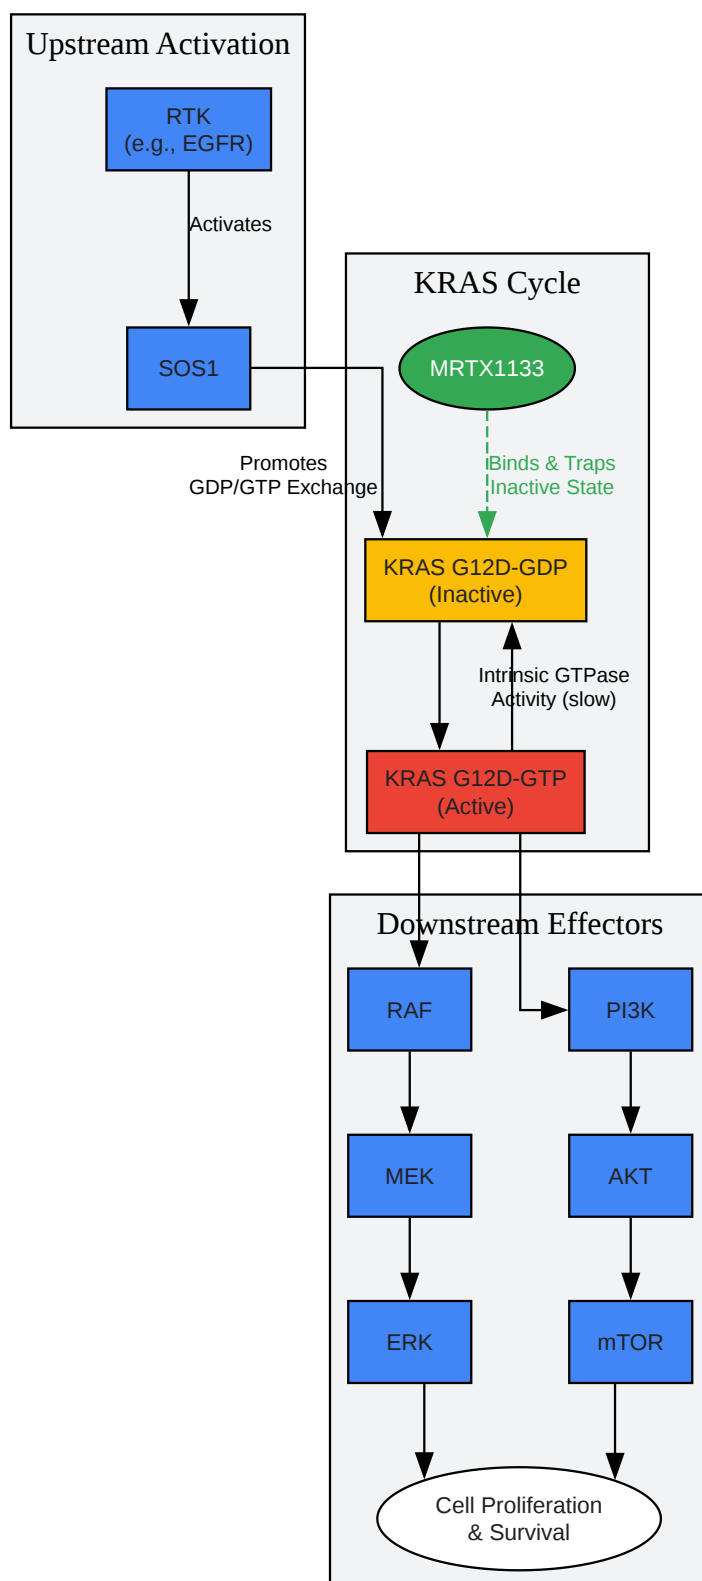 Upstream Activation
RTK
(e.g., EGFR)
Activates
SOS1
KRAS Cycle
MRTX1133
Promotes
GDP/GTP Exchange
Binds & Traps
Inactive State
KRAS G12D-GDP
(Inactive)
Intrinsic GTPase
Activity (slow)
KRAS G12D-GTP
(Active)
Downstream Effectors
RAF
PI3K
MEK
AKT
ERK
mTOR
Cell Proliferation
& Survival